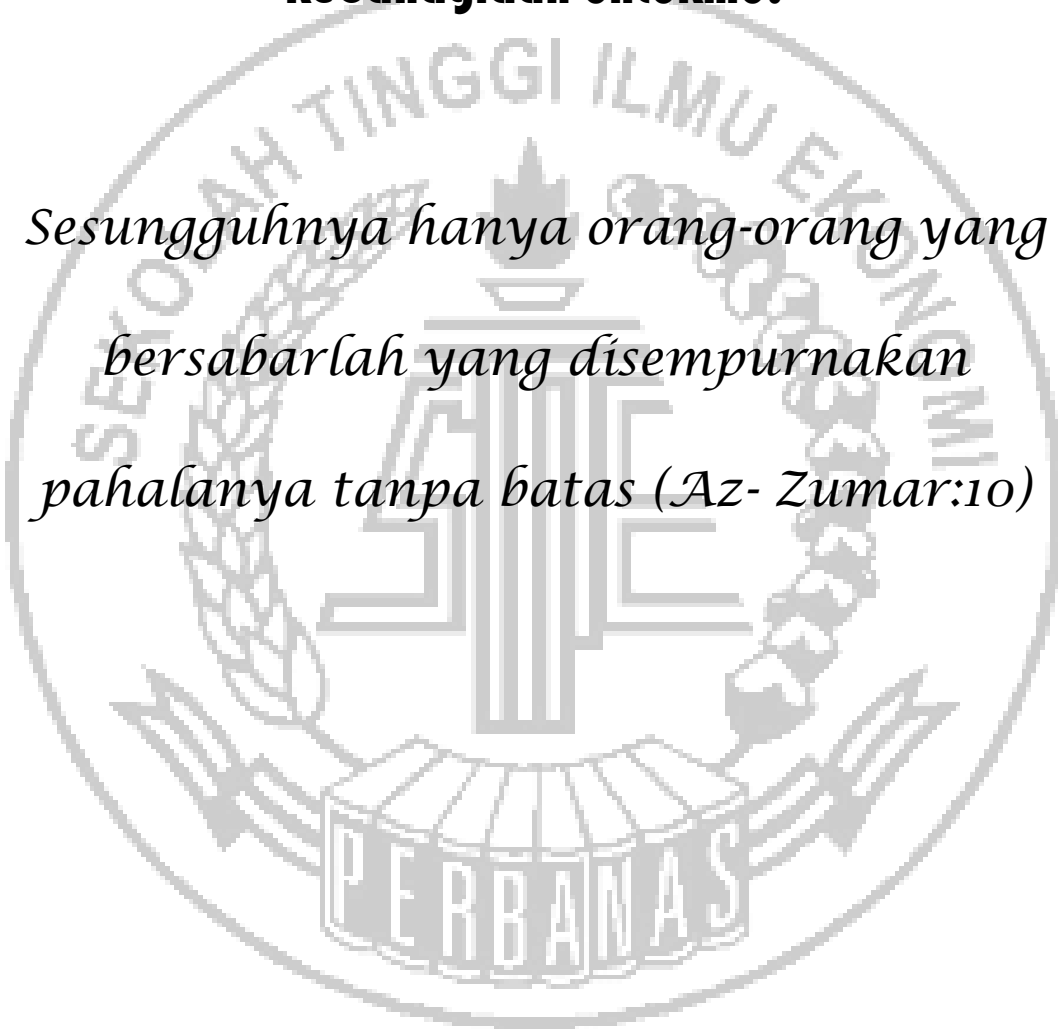 SEKOLAH TINGGI ILMU EKONOMI
Sesungguhnya hanya orang-orang yang
bersabarlah yang disempurnakan
pahalanya tanpa batas (Az- Zumar:10)
PERBANAS